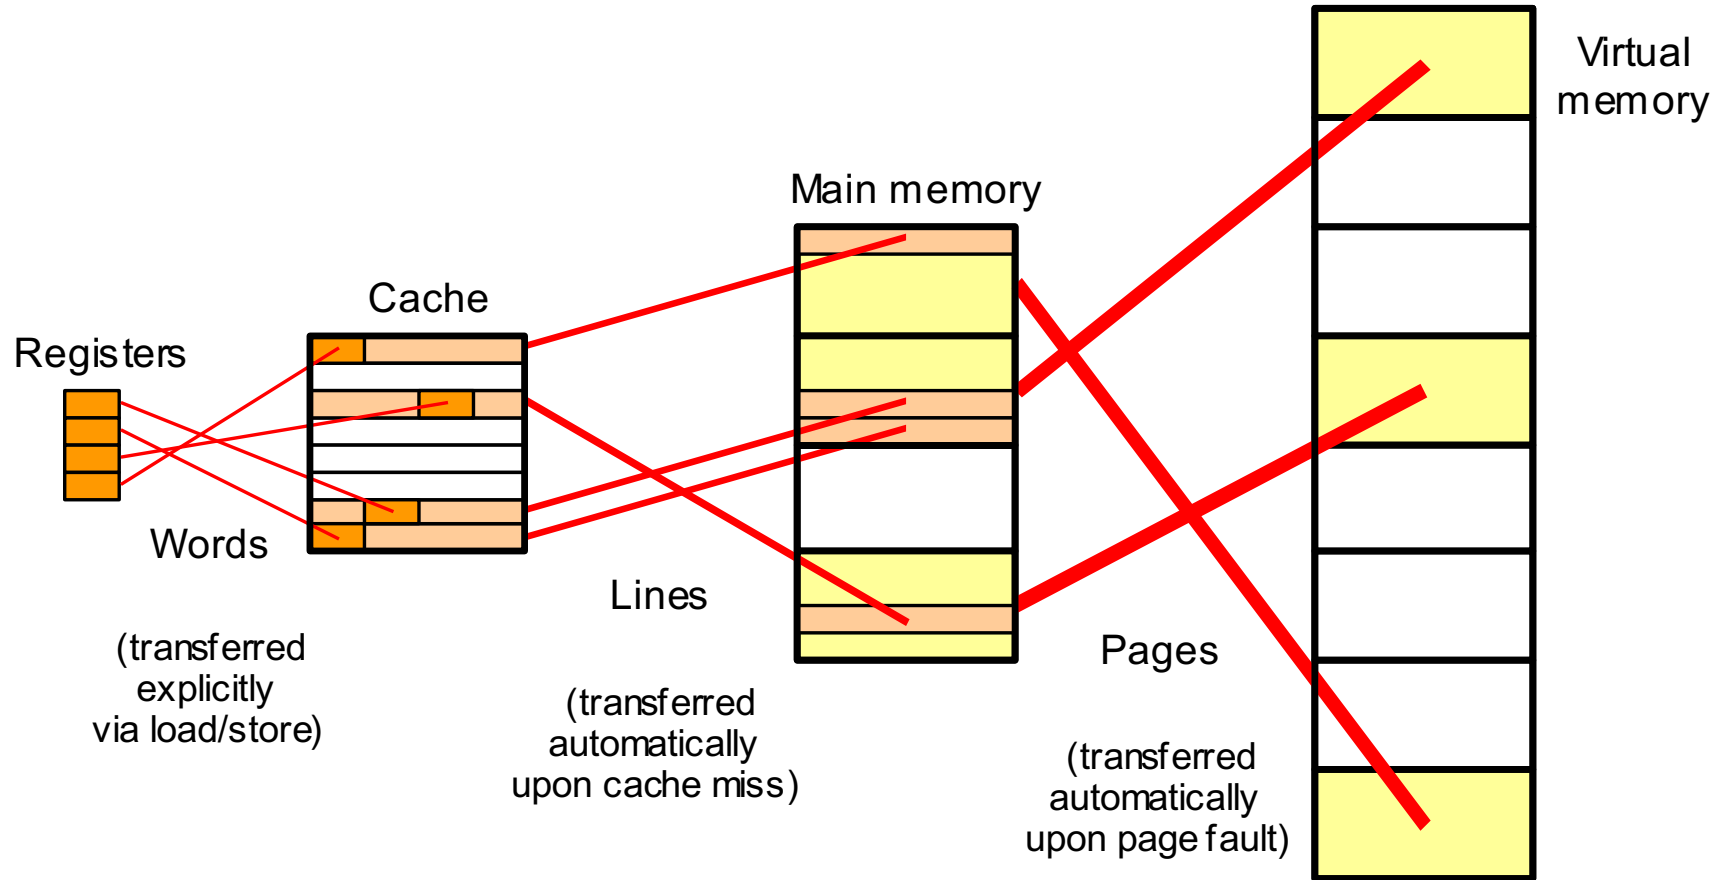 Virtual
memory
Main memory
Cache
Registers
Words
Lines
Pages
(transferred
explicitly
via load/store)
(transferred
automatically
upon cache miss)
(transferred
automatically
upon page fault)